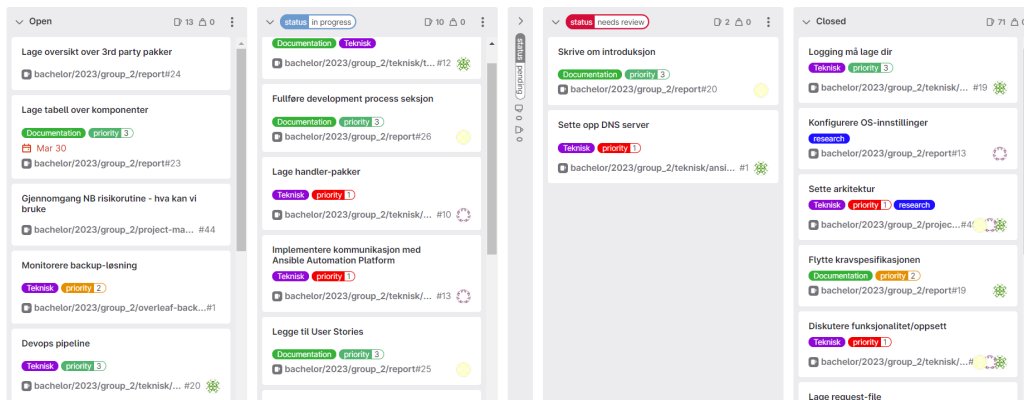 Open 13 0
Lage oversikt over 3rd party pakker
bachelor/2023/group_2/report#24
Lage tabell over komponenter
Documentation priority 3
Mar 30
bachelor/2023/group_2/report#23
Gjennomgang NB risikorutine - hva kan vi
bruke
bachelor/2023/group_2/project-ma... #44
Monitorere backup-løsning
Teknisk priority 2
bachelor/2023/group_2/overleaf-back...#1
Devops pipeline
Teknisk priority 3
bachelor/2023/group_2/teknisk/... #20
status in progress 10 0
Documentation Teknisk
bachelor/2023/group_2/teknisk/t... #12
Fullføre development process seksjon
Documentation priority 3
bachelor/2023/group_2/report#26
Lage handler-pakker
Teknisk priority 1
bachelor/2023/group_2/teknisk/... #10
Implementere kommunikasjon med
Ansible Automation Platform
Teknisk priority 1
bachelor/2023/group_2/teknisk/... #13
Legge til User Stories
Documentation priority 3
bachelor/2023/group_2/report#25
status pending 0 0
status needs review 2 0
Skrive om introduksjon
Documentation priority 3
bachelor/2023/group_2/report#20
Sette opp DNS server
Teknisk priority 1
bachelor/2023/group_2/teknisk/ansi... #1
Closed 71
Logging må lage dir
Teknisk priority 3
bachelor/2023/group_2/teknisk/... #19
Konfigurere OS-innstillinger
research
bachelor/2023/group_2/report#13
Sette arkitektur
Teknisk priority 1 research
bachelor/2023/group_2/projec...
Flytte kravspesifikasjonen
Documentation priority 2
bachelor/2023/group_2/report#19
Diskutere funksjonalitet/oppsett
Teknisk priority 1
bachelor/2023/group_2/teknisk/...#
Lage request-file